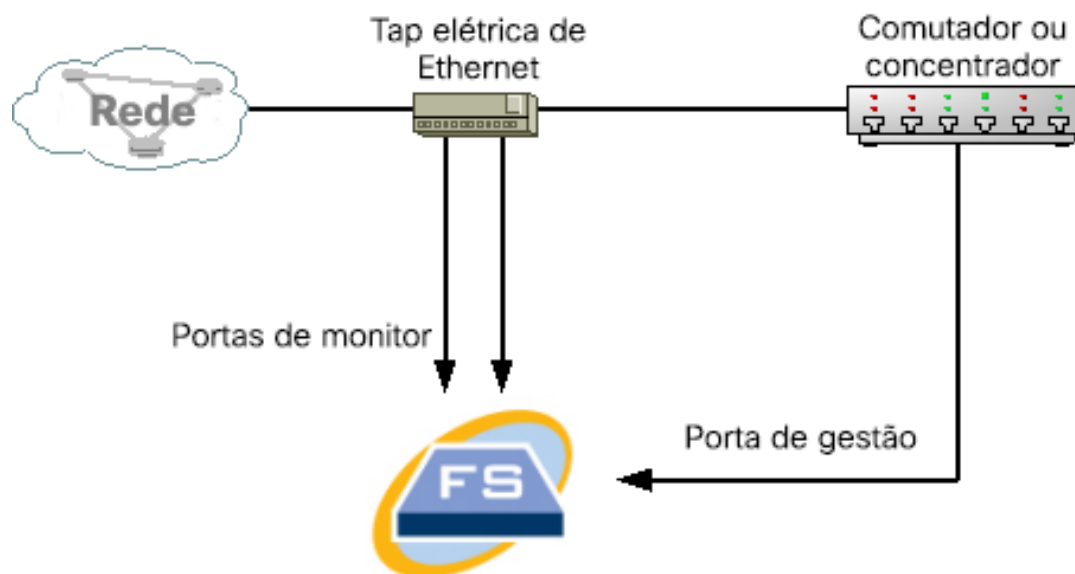 Tap elétrica de
Ethernet
Comutador ou
concentrador
Rede
Portas de monitor
Porta de gestão
FS